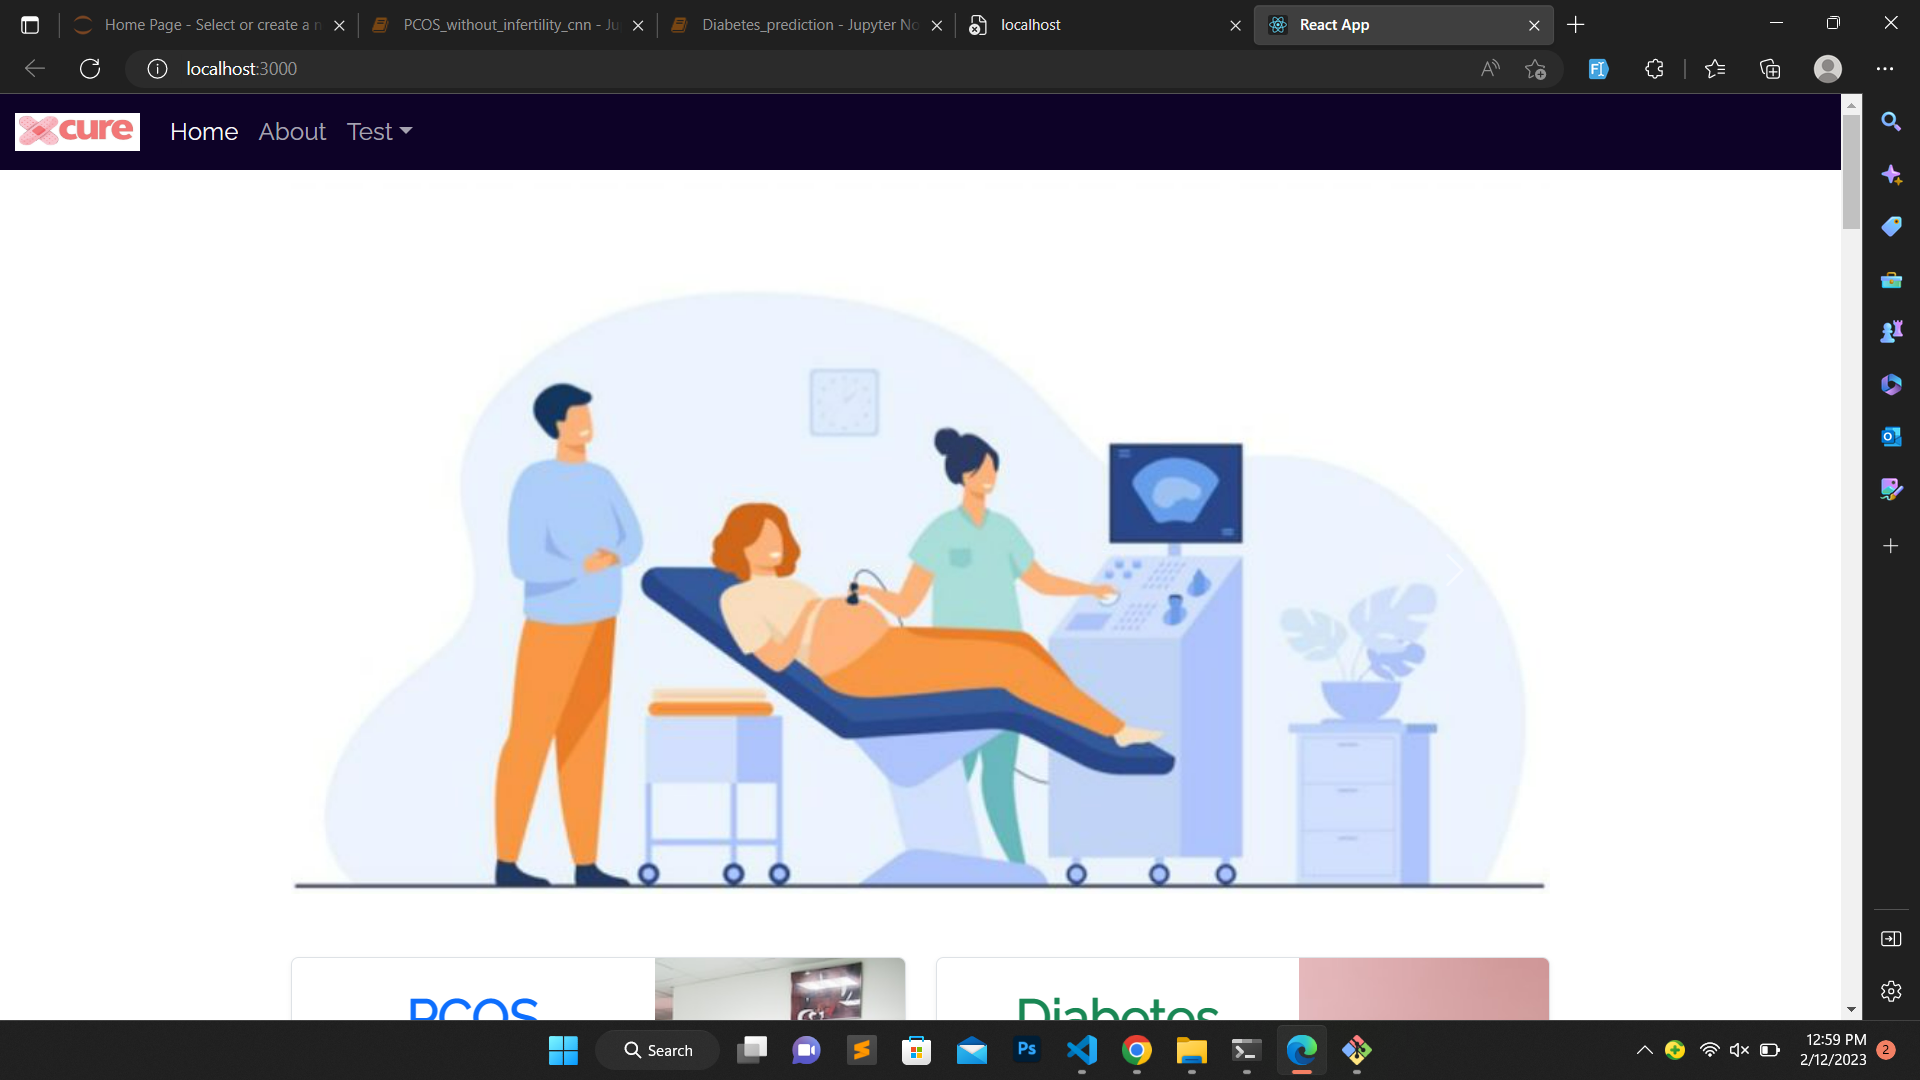 Home Page - Select or create a n
PCOS_without_infertility_cnn - Ju
Diabetes_prediction - Jupyter No
localhost
React App
localhost:3000
cure
Home
About
Test
PCOS
Diabetes
Search
Ps
12:59 PM
2/12/2023
2